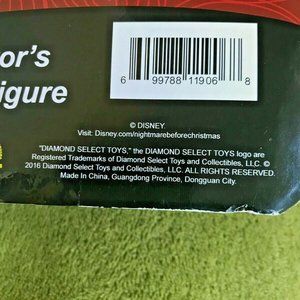 or's
igure
6 99788 11906 8
© DISNEY.
Visit: Disney.com/nightmarebeforechristmas
"DIAMOND SELECT TOYS," the DIAMOND SELECT TOYS logo are
Registered Trademarks of Diamond Select Toys and Collectibles, LLC. ©
2016 Diamond Select Toys and Collectibles, LLC. ALL RIGHTS RESERVED.
Made In China, Guangdong Province, Dongguan City.